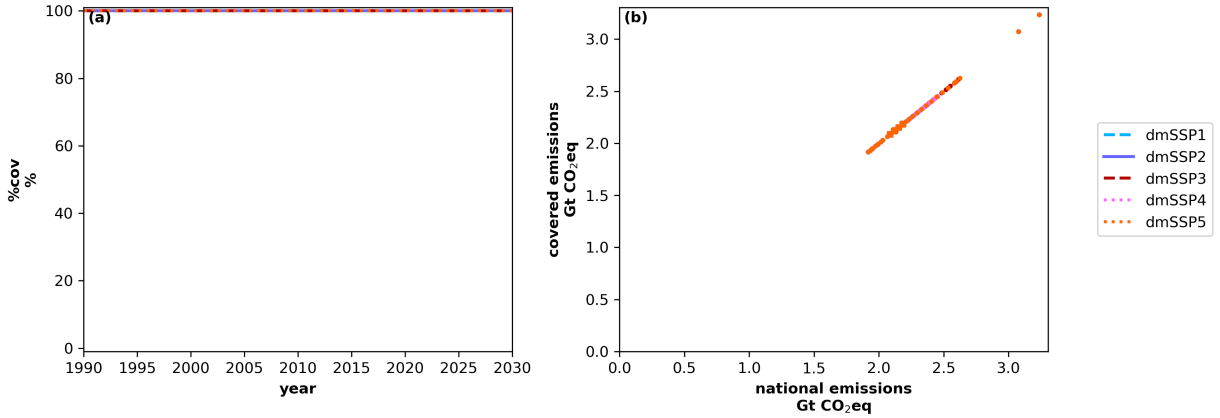 (a)
100
80
60
40
20
0
%cov
%
1990 1995 2000 2005 2010 2015 2020 2025 2030
year
(b)
3.0
2.5
2.0
1.5
1.0
0.5
0.0
covered emissions
Gt CO₂eq
0.0 0.5 1.0 1.5 2.0 2.5 3.0
national emissions
Gt CO₂eq
dmSSP1
dmSSP2
dmSSP3
dmSSP4
dmSSP5